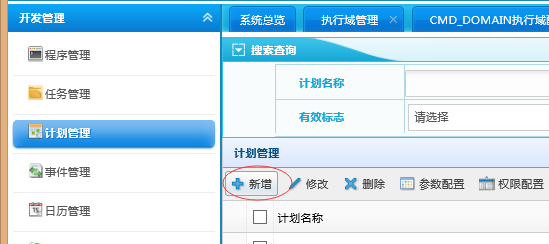 开发管理
程序管理
任务管理
计划管理
事件管理
日历管理
系统总览 执行域管理 CMD_DOMAIN执行域
搜索查询
计划名称
有效标志 请选择
计划管理
新增 修改 删除 参数配置 权限配置
计划名称